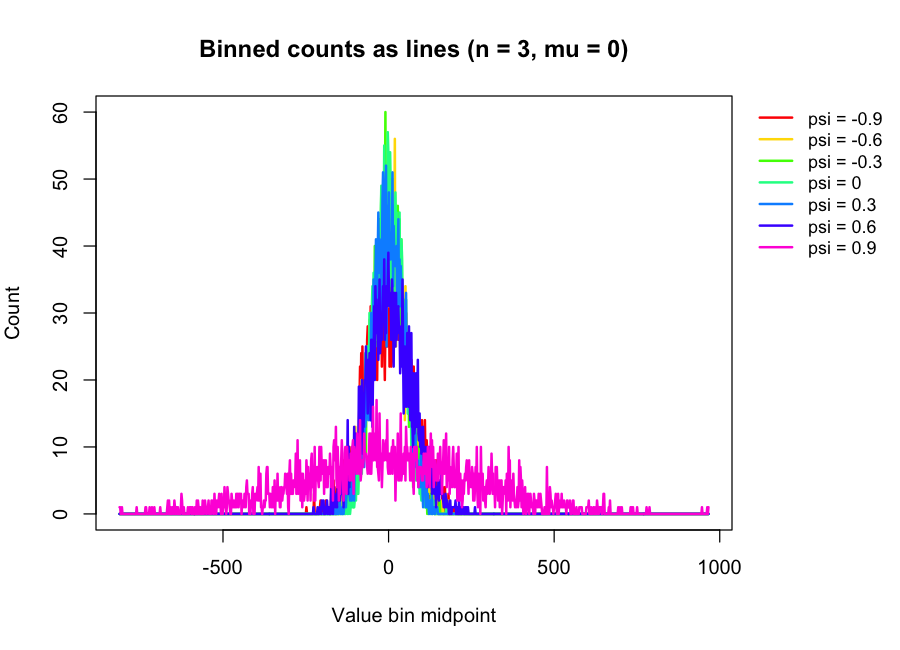 Binned counts as lines (n = 3, mu = 0)
60
50
40
30
20
10
0
Count
-500
0
500
1000
Value bin midpoint
psi = -0.9
psi = -0.6
psi = -0.3
psi = 0
psi = 0.3
psi = 0.6
psi = 0.9